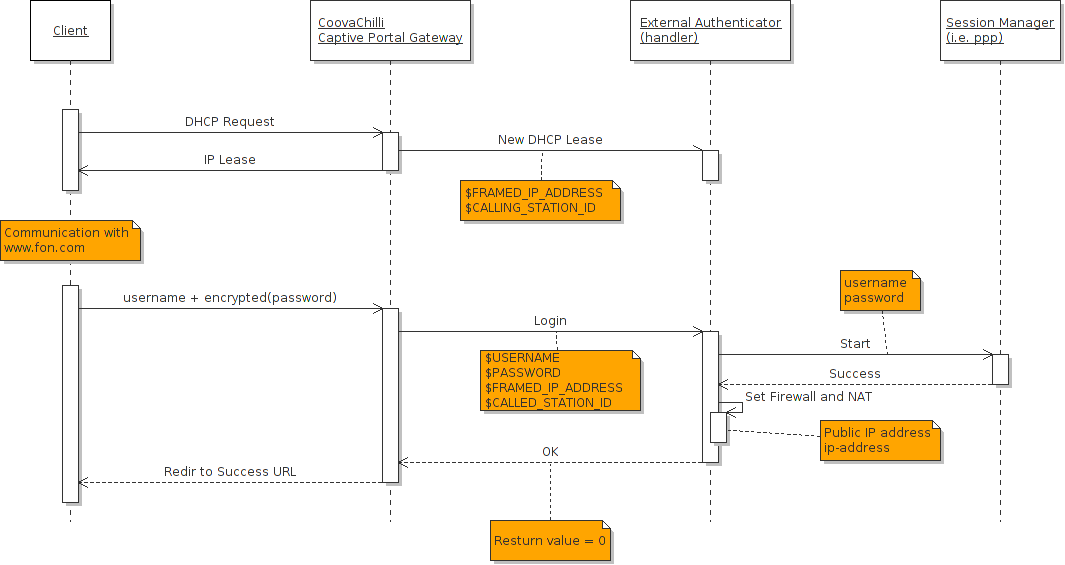 Client
CoovaChilli
Captive Portal Gateway
External Authenticator
(handler)
Session Manager
(i.e. ppp)
DHCP Request
New DHCP Lease
IP Lease
$FRAMED_IP_ADDRESS
$CALLING_STATION_ID
Communication with
www.fon.com
username
password
username + encrypted(password)
Login
Start
$USERNAME
$PASSWORD
$FRAMED_IP_ADDRESS
$CALLED_STATION_ID
Success
Set Firewall and NAT
Public IP address
ip-address
OK
Redir to Success URL
Resturn value = 0